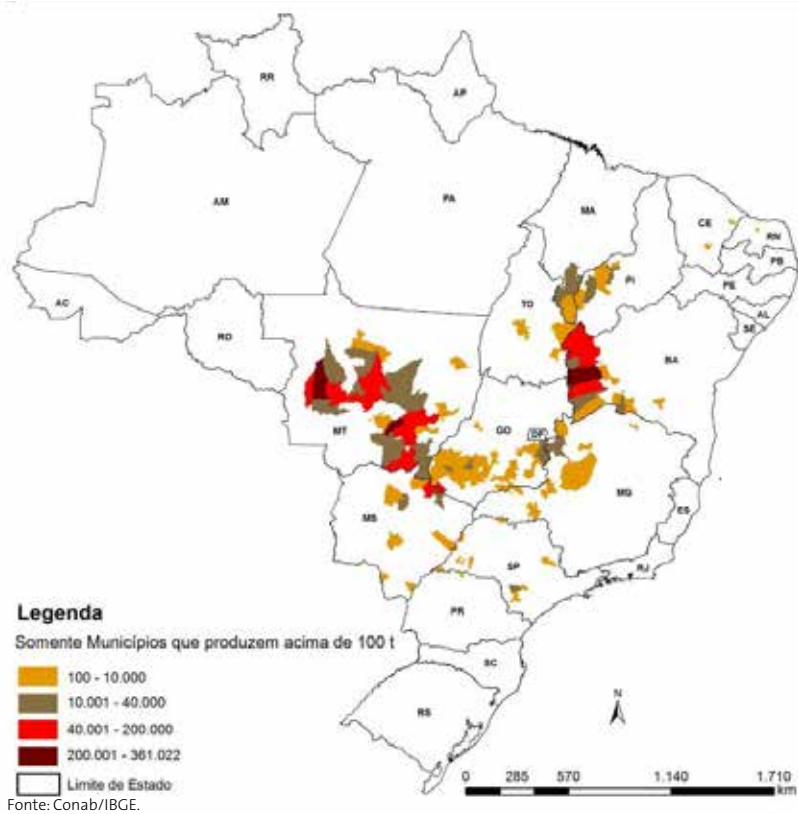 RR
AP
AM
PA
MA
CE
RN
PB
PE
AL
SE
PI
TO
AC
RO
BA
MT
GO
DF
MG
ES
MS
SP
RJ
PR
SC
RS
Legenda
Somente Municípios que produzem acima de 100 t
100 - 10.000
10.001 - 40.000
40.001 - 200.000
200.001 - 361.022
Limite de Estado
N
0 285 570 1.140 1.710
km
Fonte: Conab/IBGE.